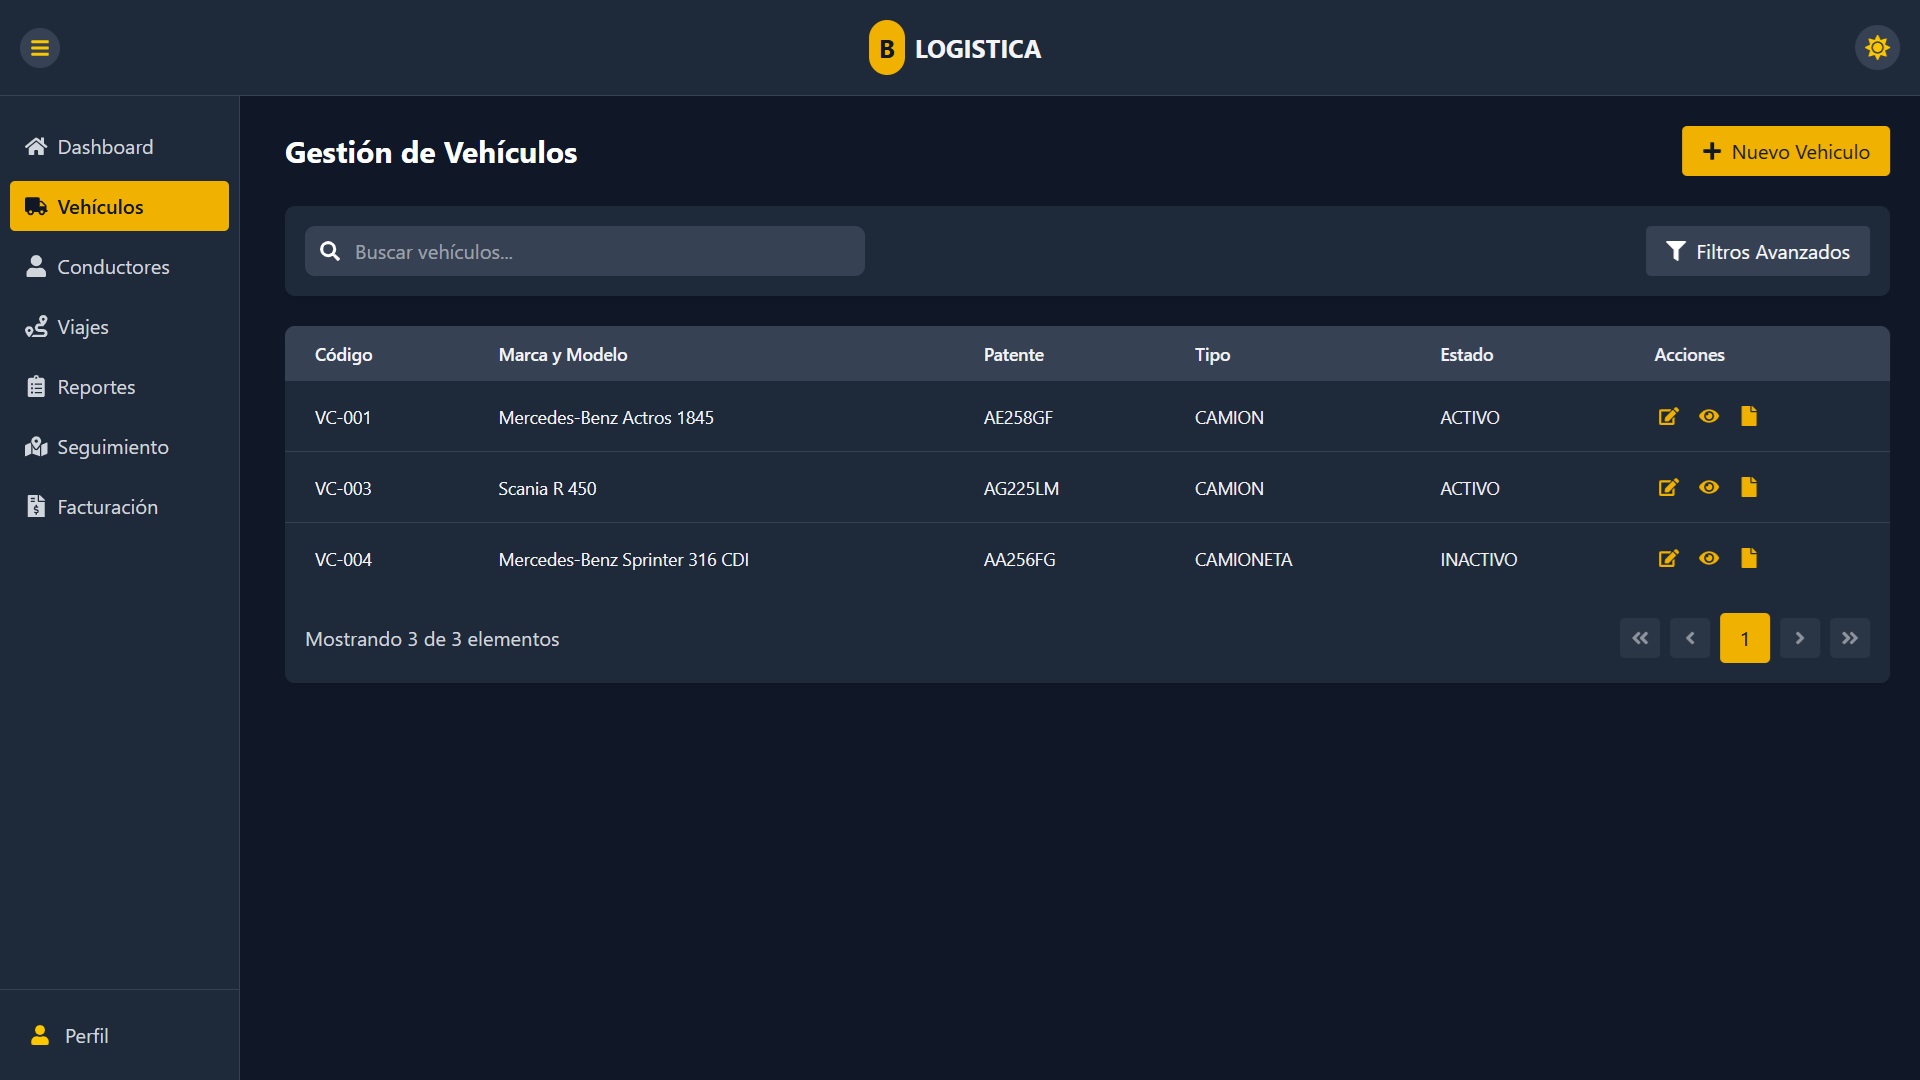 B LOGISTICA
Dashboard
Vehículos
Conductores
Viajes
Reportes
Seguimiento
Facturación
Perfil
Gestión de Vehículos
Nuevo Vehiculo
Buscar vehículos...
Filtros Avanzados
Código Marca y Modelo Patente Tipo Estado Acciones
VC-001 Mercedes-Benz Actros 1845 AE258GF CAMION ACTIVO
VC-003 Scania R 450 AG225LM CAMION ACTIVO
VC-004 Mercedes-Benz Sprinter 316 CDI AA256FG CAMIONETA INACTIVO
Mostrando 3 de 3 elementos
1